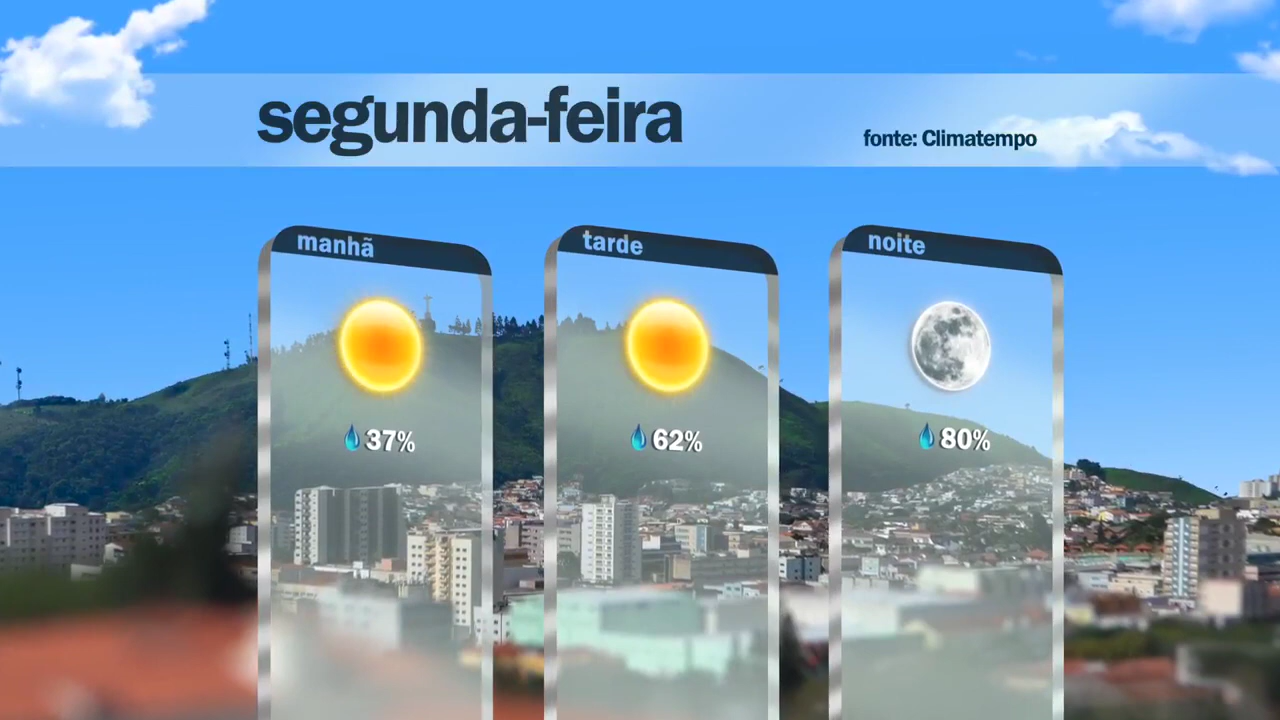 segunda-feira
fonte: Climatempo
manhã
tarde
noite
37%
62%
80%